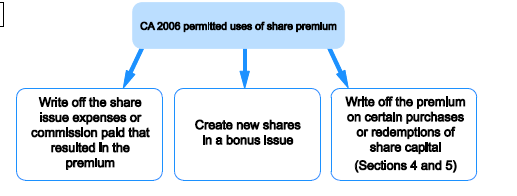 CA 2006 permitted uses of share premium
Write off the share
issue expenses or
commission paid that
resulted in the
premium
Create new shares
in a bonus issue
Write off the premium
on certain purchases
or redemptions of
share capital
(Sections 4 and 5)